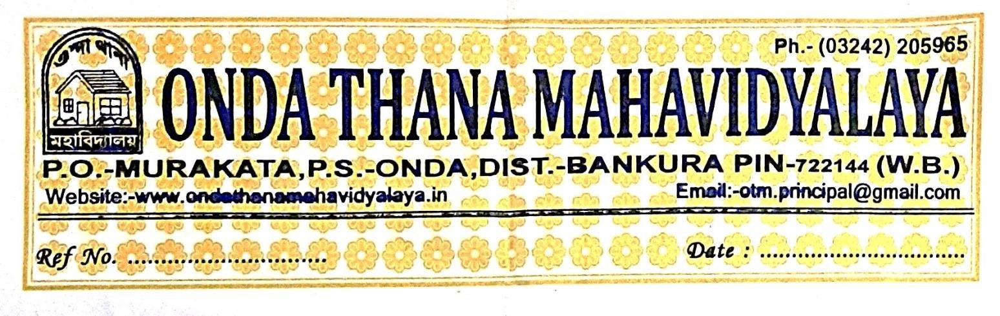 ওন্দা থানা
মহাবিদ্যালয়
Ph.- (03242) 205965
ONDA THANA MAHAVIDYALAYA
P.O.-MURAKATA,P.S.-ONDA,DIST.-BANKURA PIN-722144 (W.B.)
Website:-www.ondathanamahavidyalaya.in Email:-otm.principal@gmail.com
Ref No. ............................... Date : ................................